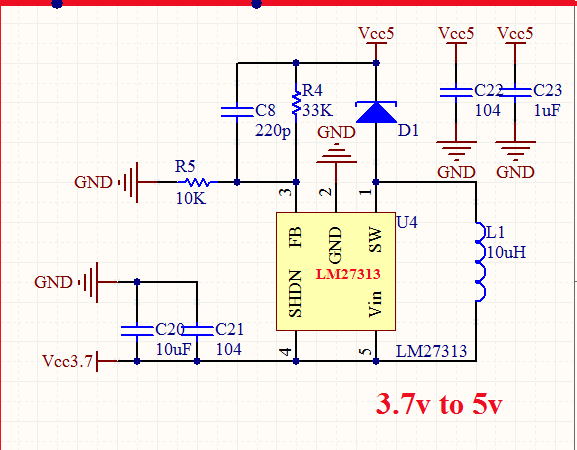 Vcc5
Vcc5
Vcc5
C8
220p
R4
33K
GND
D1
C22
104
C23
1uF
GND
GND
R5
10K
GND
3
2
1
U4
FB
GND
SW
LM27313
SHDN
Vin
L1
10uH
GND
C20
10uF
C21
104
Vcc3.7
4
5
LM27313
3.7v to 5v